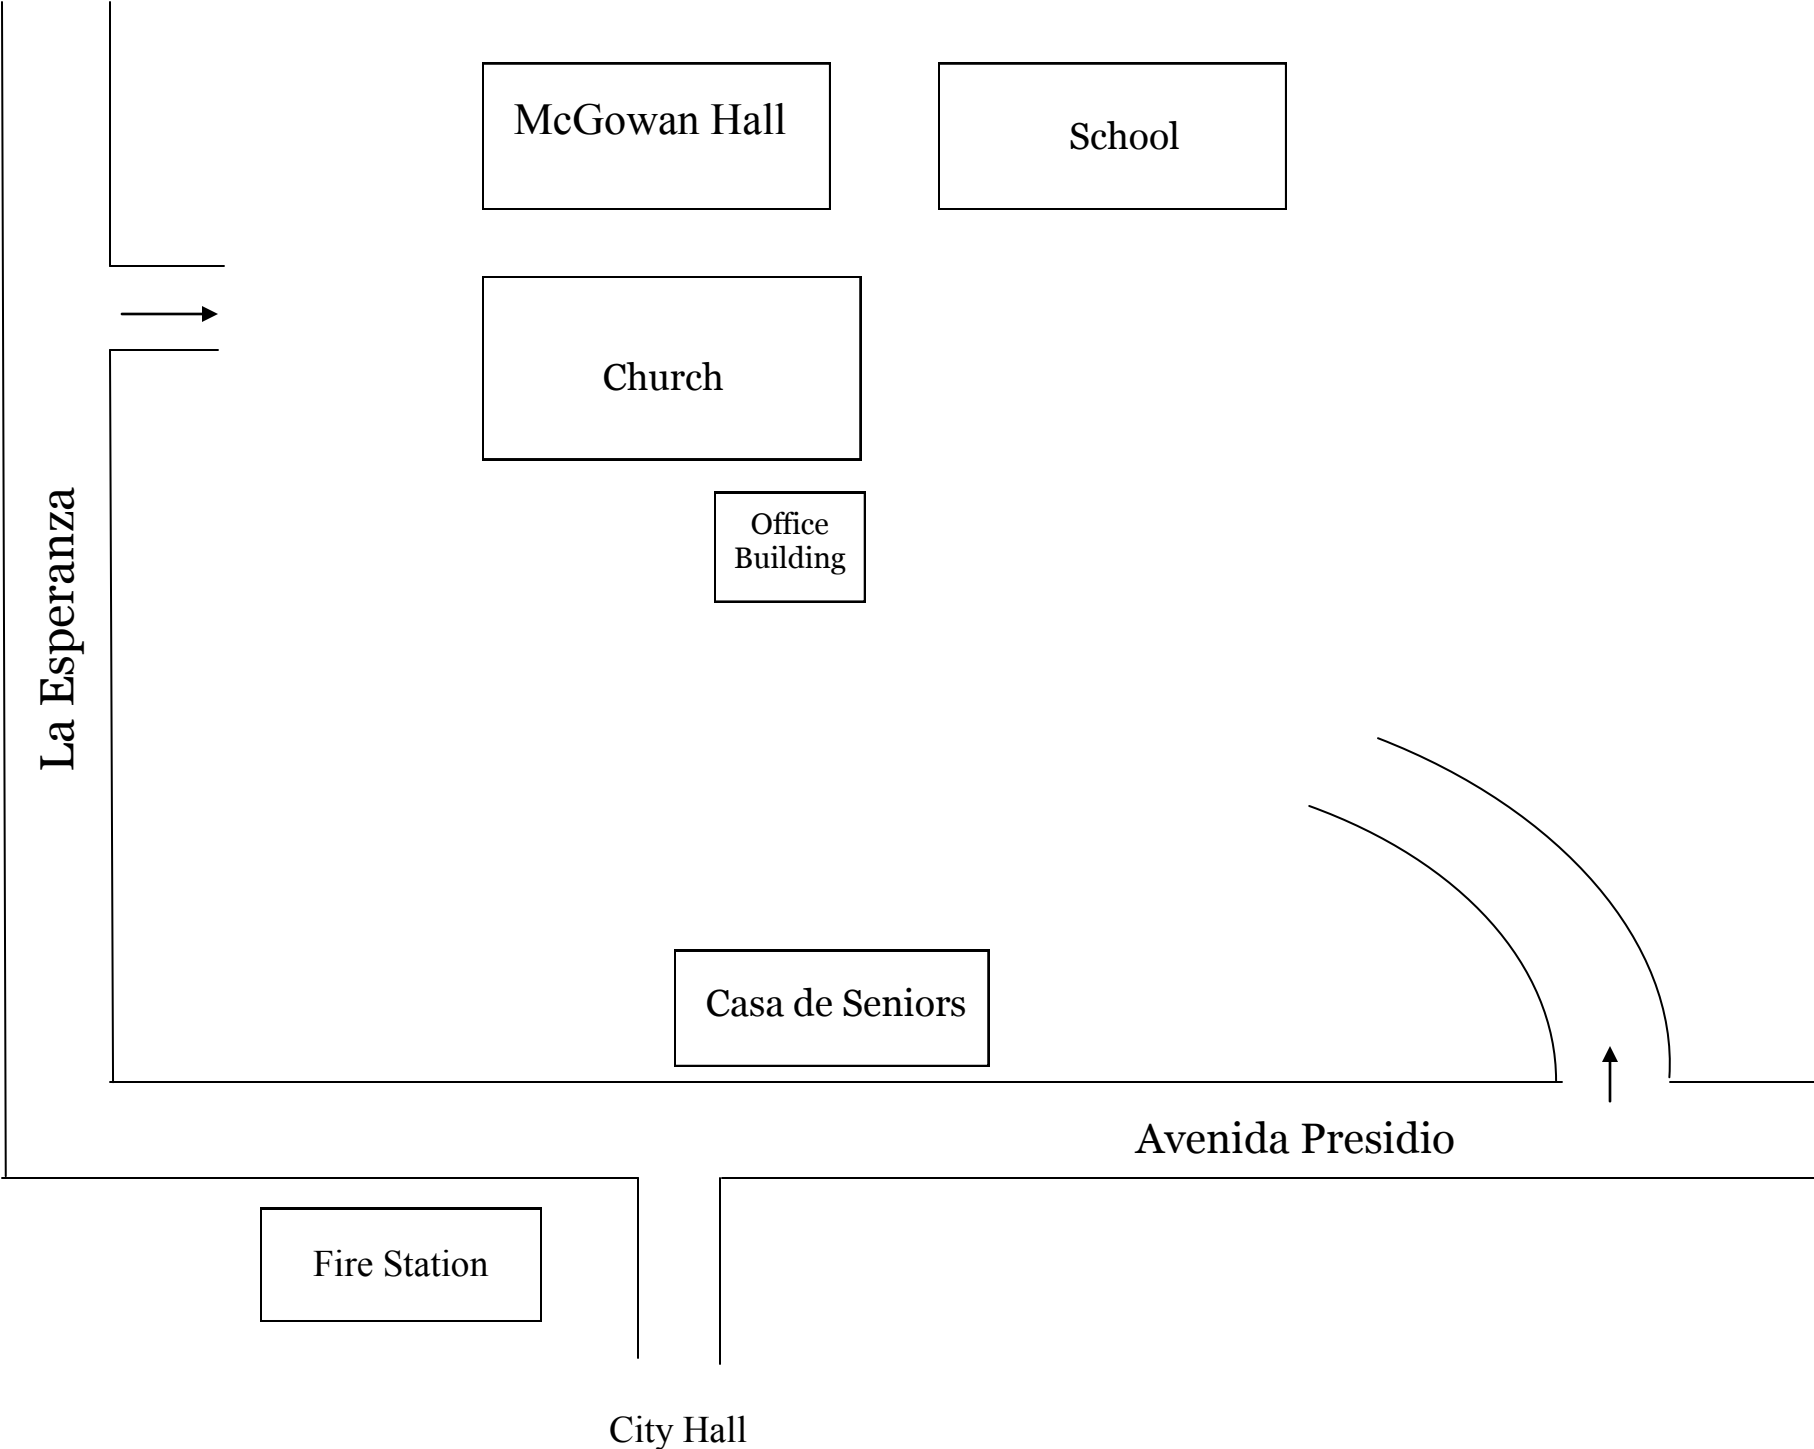 McGowan Hall
School
Church
Office
Building
La Esperanza
Casa de Seniors
Avenida Presidio
Fire Station
City Hall